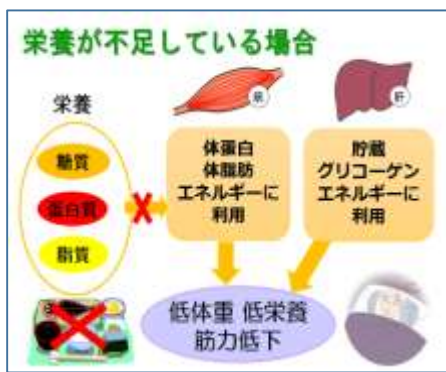 栄養が不足している場合
栄養
糖質
蛋白質
脂質
筋
体蛋白
体脂肪
エネルギーに
利用
肝
貯蔵
グリコーゲン
エネルギーに
利用
低体重 低栄養
筋力低下